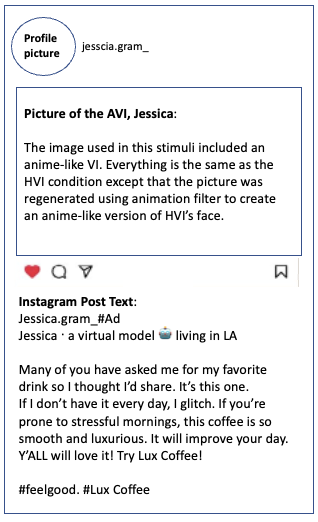 Profile
picture
jesscia.gram_
Picture of the AVI, Jessica:
The image used in this stimuli included an
anime-like VI. Everything is the same as the
HVI condition except that the picture was
regenerated using animation filter to create
an anime-like version of HVI’s face.
Instagram Post Text:
Jessica.gram_#Ad
Jessica · a virtual model 🤖 living in LA
Many of you have asked me for my favorite
drink so I thought I’d share. It’s this one.
If I don’t have it every day, I glitch. If you’re
prone to stressful mornings, this coffee is so
smooth and luxurious. It will improve your day.
Y’ALL will love it! Try Lux Coffee!
#feelgood. #Lux Coffee